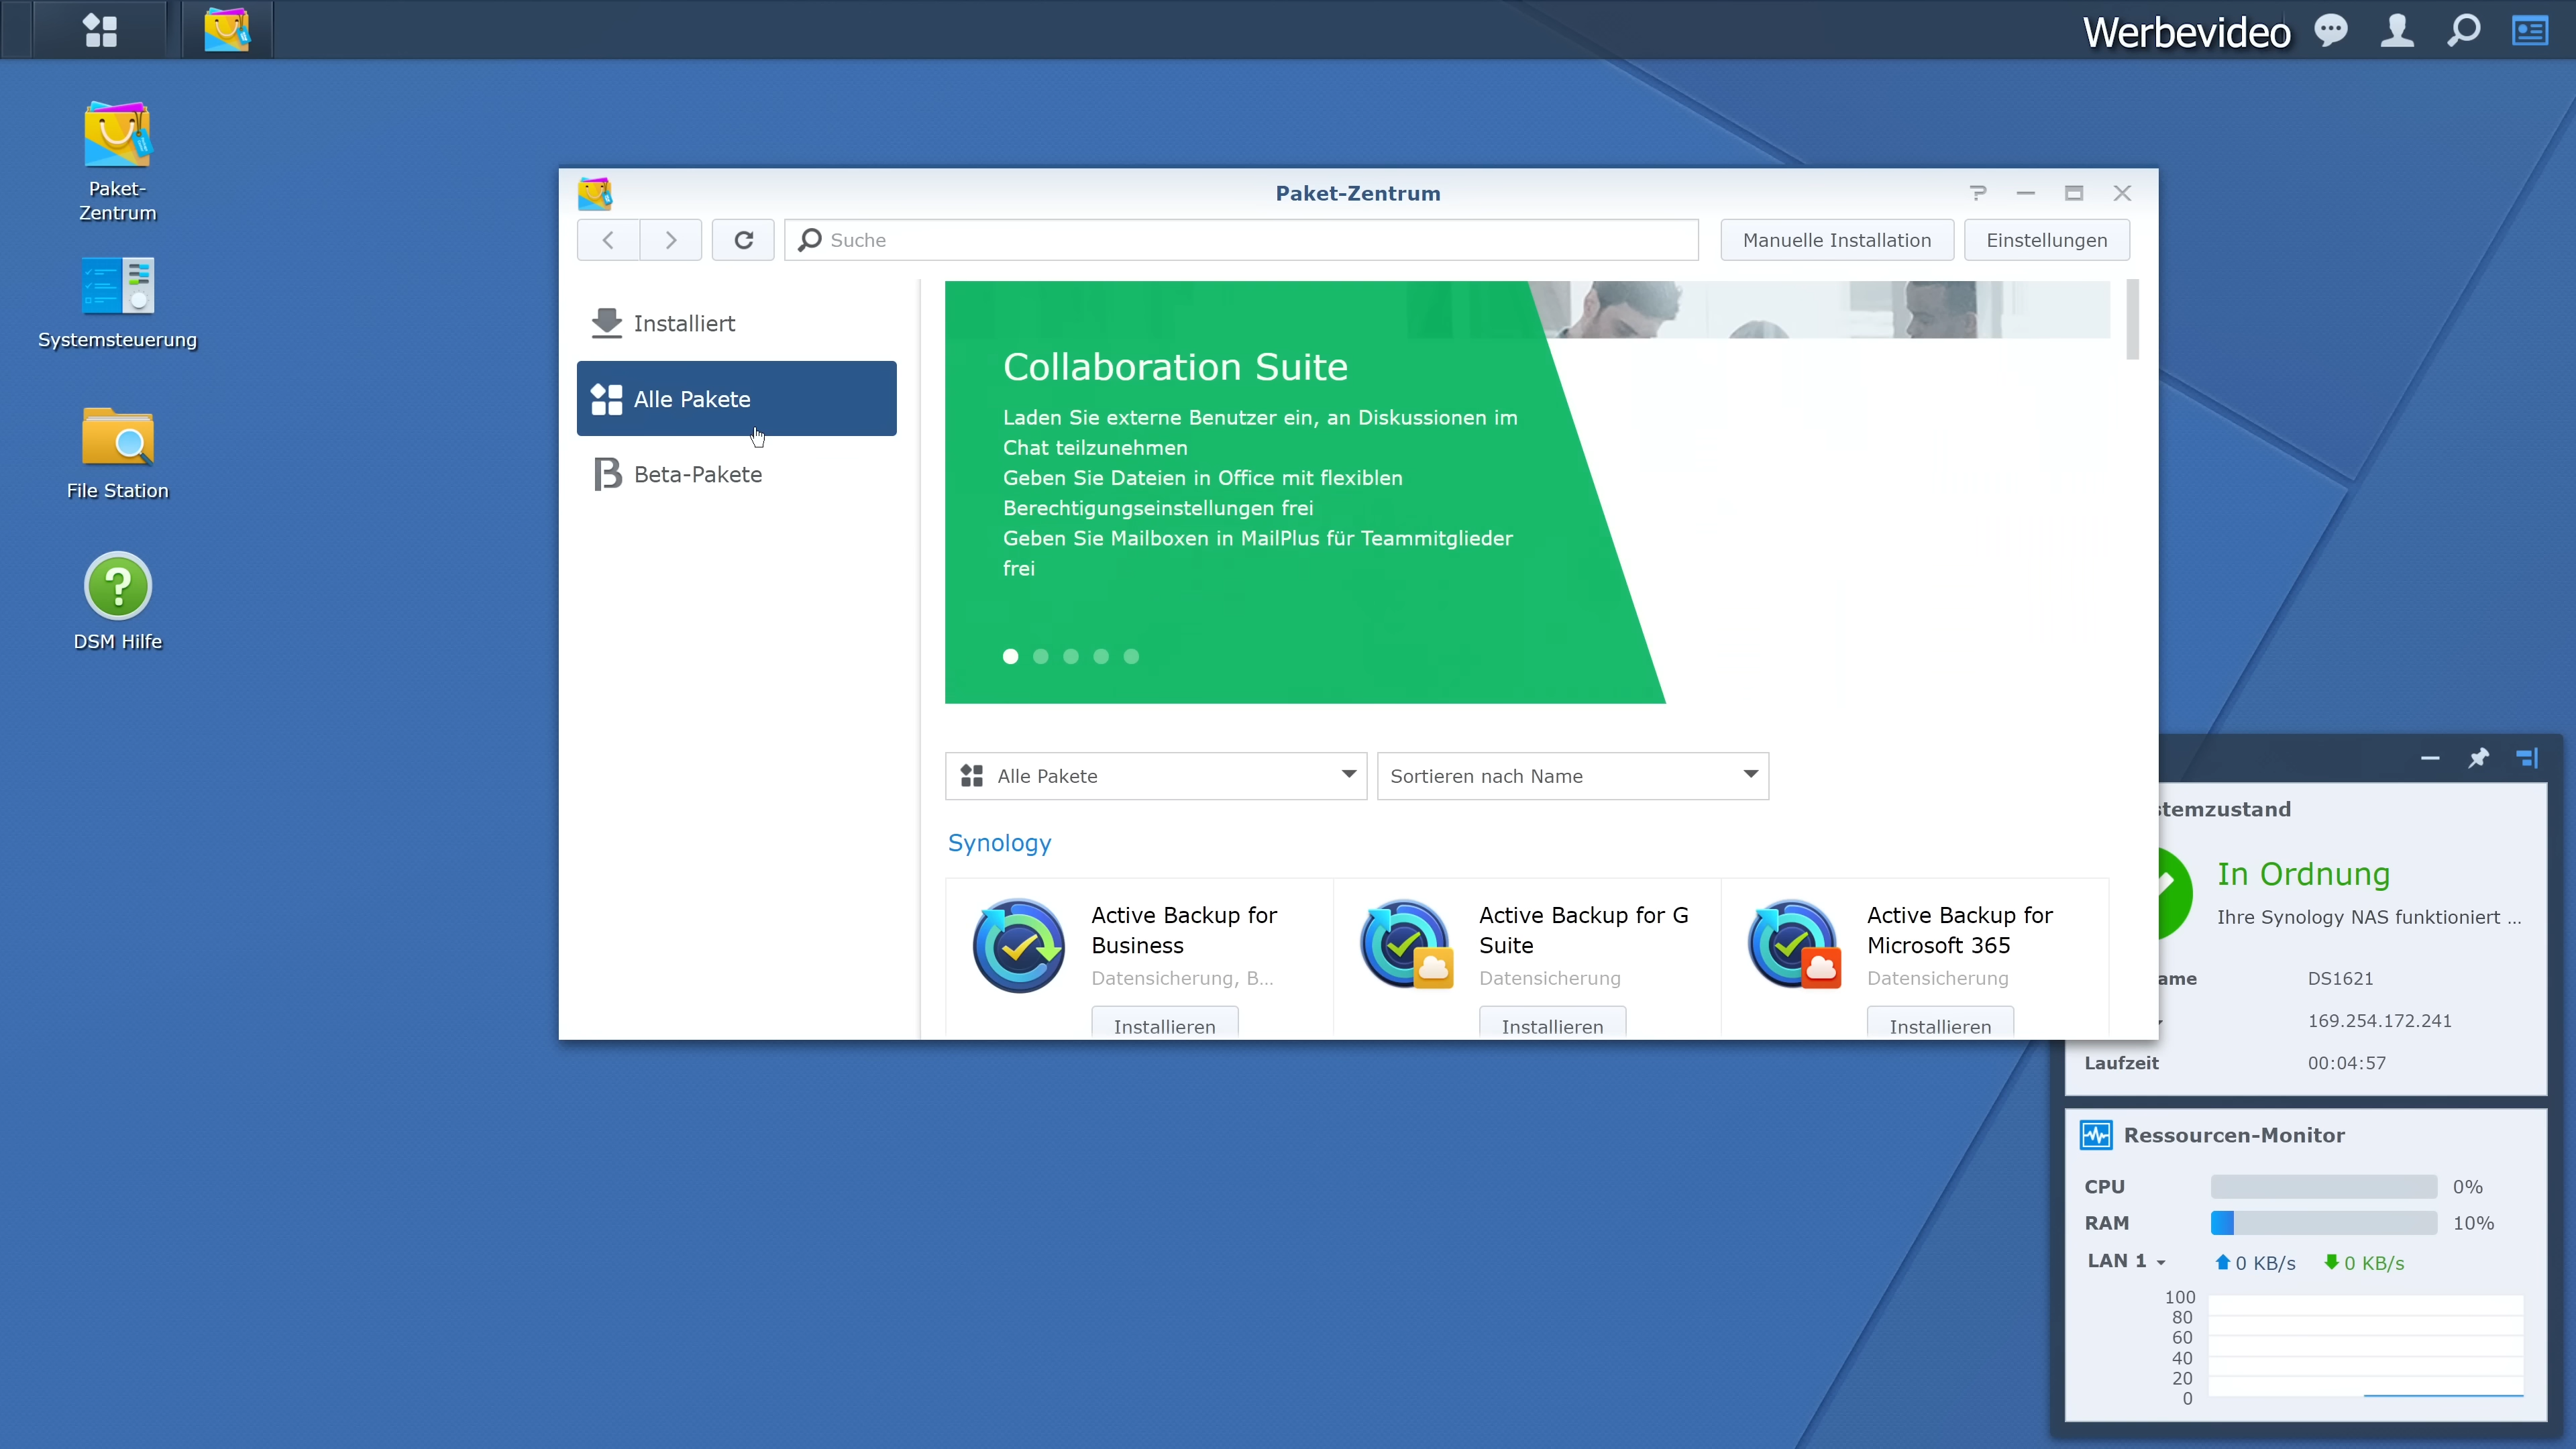 Werbevideo
Paket-
Zentrum
Systemsteuerung
File Station
DSM Hilfe
Paket-Zentrum
Suche
Manuelle Installation
Einstellungen
Installiert
Alle Pakete
Beta-Pakete
Collaboration Suite
Laden Sie externe Benutzer ein, an Diskussionen im
Chat teilzunehmen
Geben Sie Dateien in Office mit flexiblen
Berechtigungseinstellungen frei
Geben Sie Mailboxen in MailPlus für Teammitglieder
frei
Alle Pakete
Sortieren nach Name
Synology
Active Backup for
Business
Datensicherung, B...
Installieren
Active Backup for G
Suite
Datensicherung
Installieren
Active Backup for
Microsoft 365
Datensicherung
Installieren
stemzustand
In Ordnung
Ihre Synology NAS funktioniert ...
ame DS1621
169.254.172.241
Laufzeit 00:04:57
Ressourcen-Monitor
CPU 0%
RAM 10%
LAN 1 0 KB/s 0 KB/s
100
80
60
40
20
0